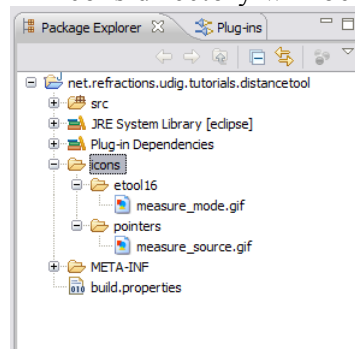 Package Explorer Plug-ins
net.refractions.udig.tutorials.distancetool
src
JRE System Library [eclipse]
Plug-in Dependencies
icons
etool16
measure_mode.gif
pointers
measure_source.gif
META-INF
build.properties